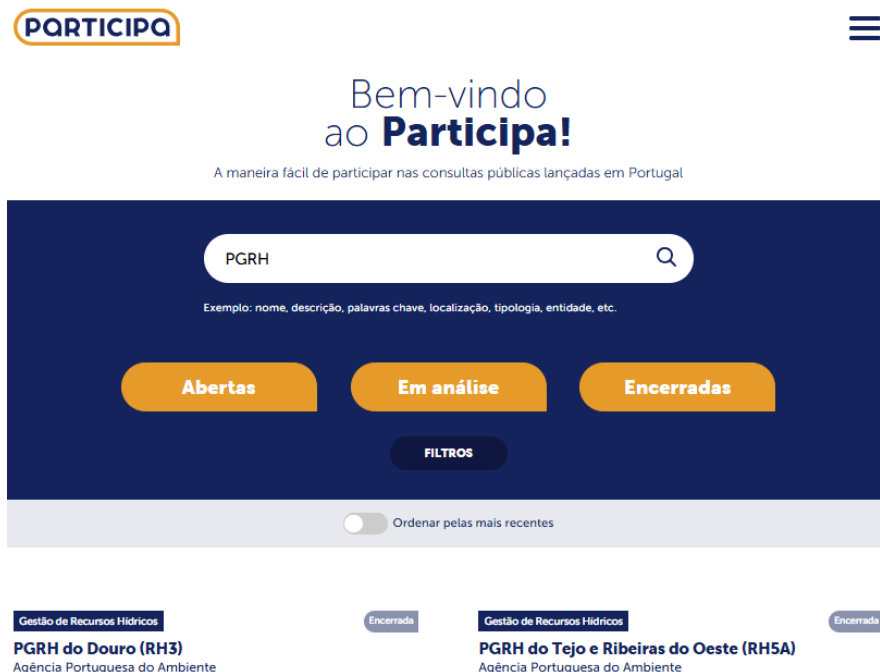 PARTICIPA
Bem-vindo
ao Participa!
A maneira fácil de participar nas consultas públicas lançadas em Portugal
PGRH
Exemplo: nome, descrição, palavras chave, localização, tipologia, entidade, etc.
Abertas
Em análise
Encerradas
FILTROS
Ordenar pelas mais recentes
Gestão de Recursos Hídricos
Encerrada
PGRH do Douro (RH3)
Agência Portuguesa do Ambiente
Gestão de Recursos Hídricos
Encerrada
PGRH do Tejo e Ribeiras do Oeste (RH5A)
Agência Portuguesa do Ambiente